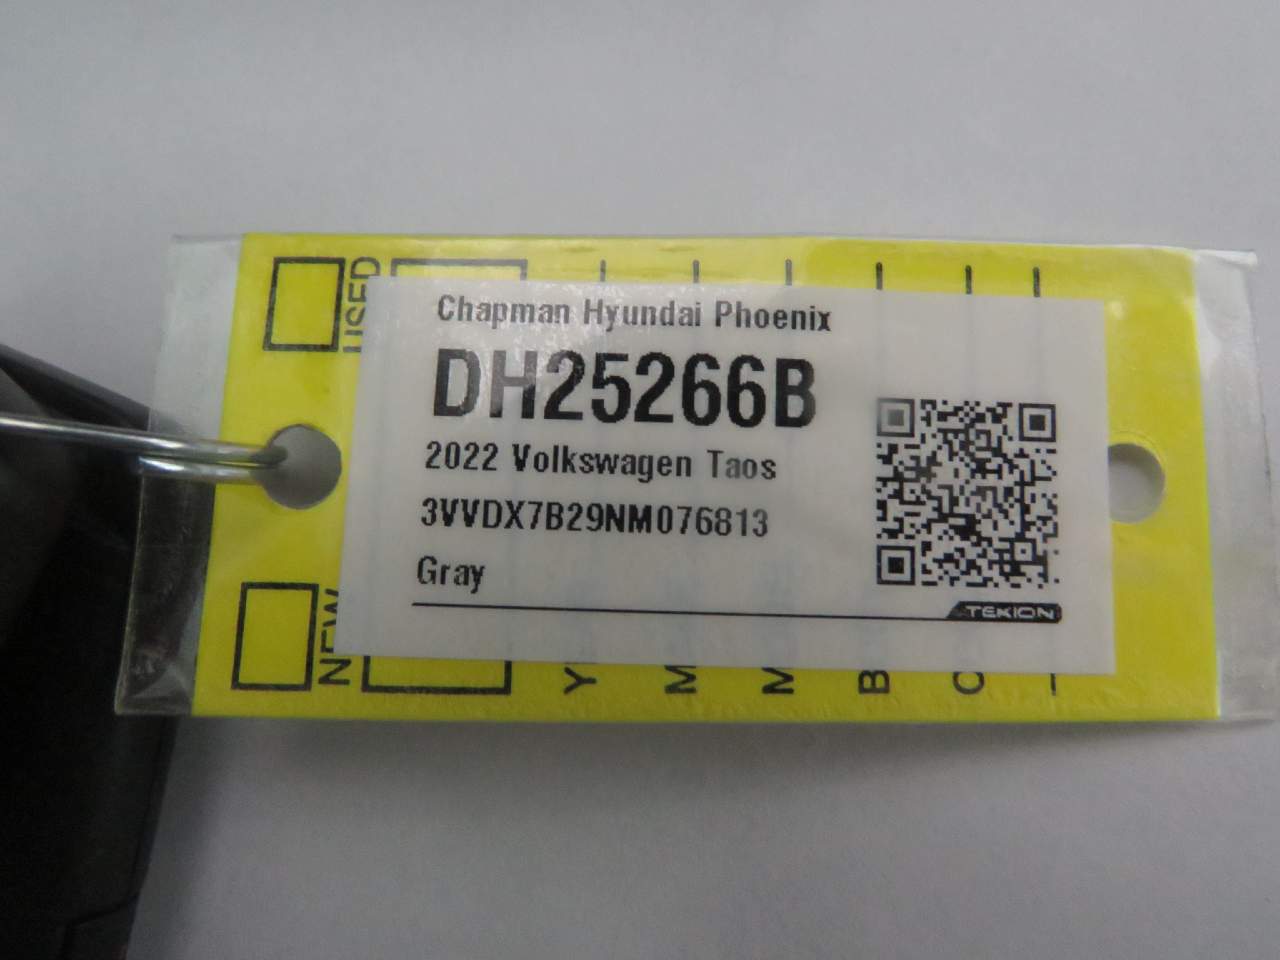 Chapman Hyundai Phoenix
DH25266B
2022 Volkswagen Taos
3VVDX7B29NM076813
Gray
TEKION
USED
NEW
Y
M
M
B